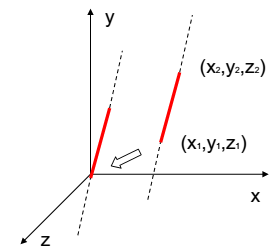 y
(x₂,y₂,z₂)
(x₁,y₁,z₁)
x
z